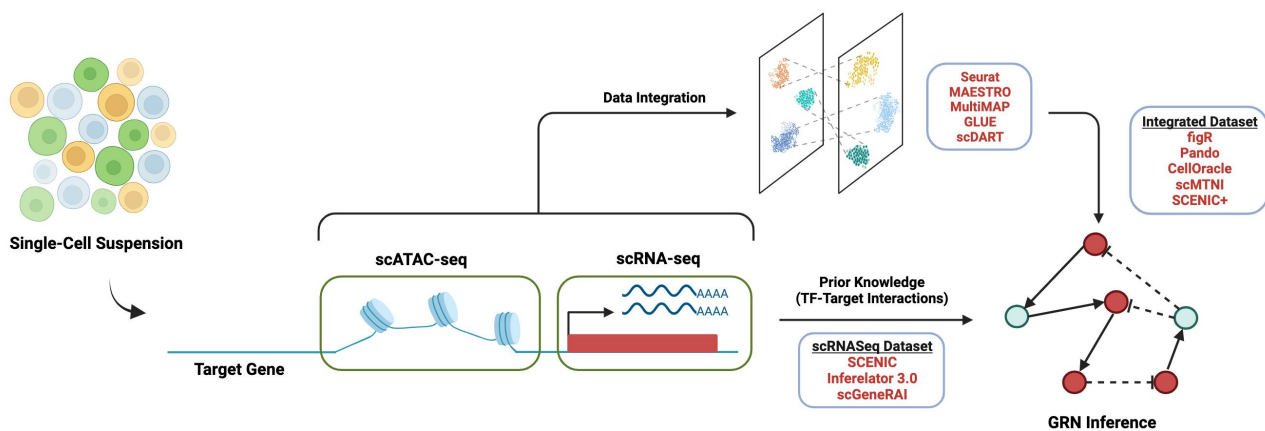 Single-Cell Suspension
Data Integration
Seurat
MAESTRO
MultiMAP
GLUE
scDART
Integrated Dataset
figR
Pando
CellOracle
scMTNI
SCENIC+
scATAC-seq
scRNA-seq
AAAA
AAAA
Target Gene
Prior Knowledge
(TF-Target Interactions)
scRNASeq Dataset
SCENIC
Inferelator 3.0
scGeneRAI
GRN Inference